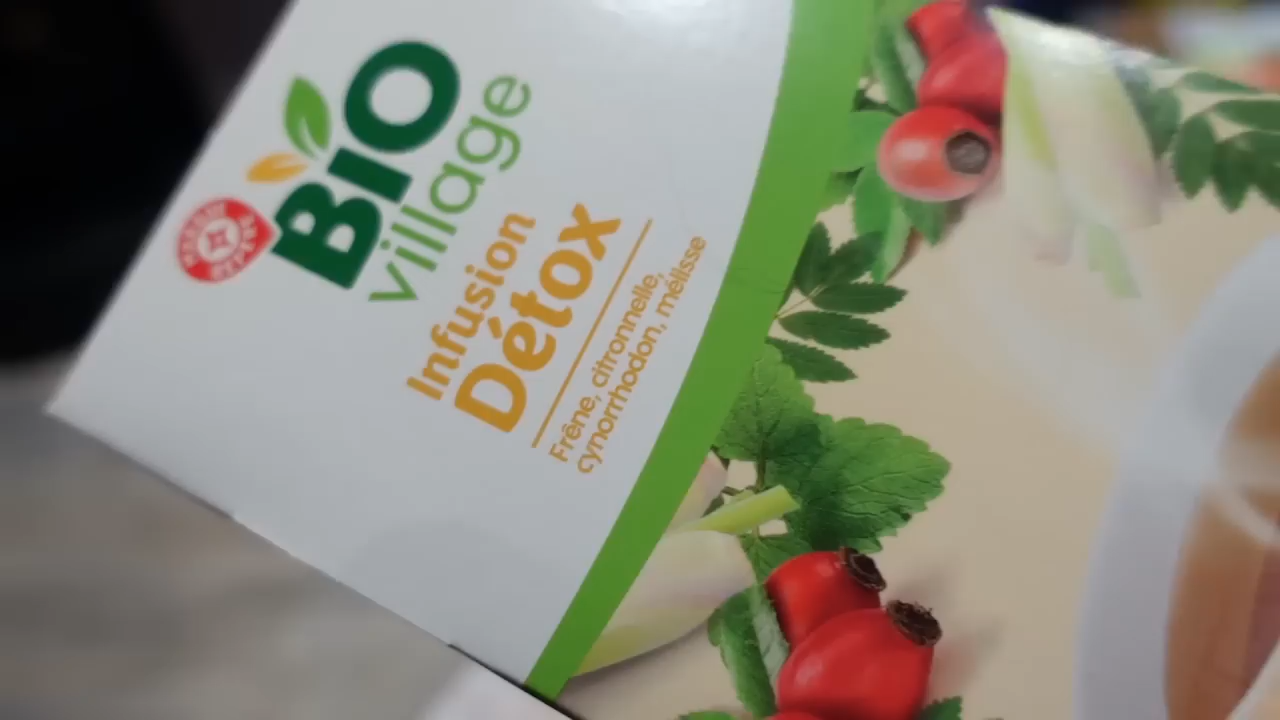 BIO
village
Infusion
Détox
Frêne, citronnelle,
cynorrhodon, mélisse